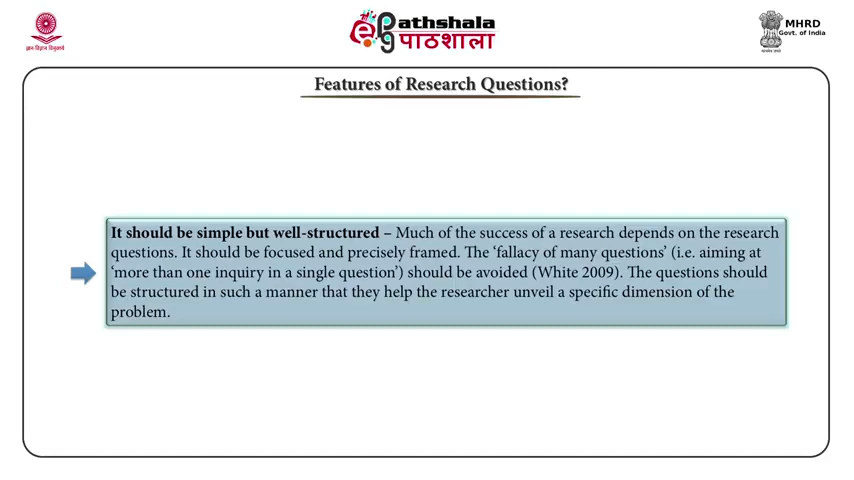 ePG Pathshala
पाठशाला
MHRD
Govt. of India
Features of Research Questions?
It should be simple but well-structured – Much of the success of a research depends on the research
questions. It should be focused and precisely framed. The ‘fallacy of many questions’ (i.e. aiming at
‘more than one inquiry in a single question’) should be avoided (White 2009). The questions should
be structured in such a manner that they help the researcher unveil a specific dimension of the
problem.